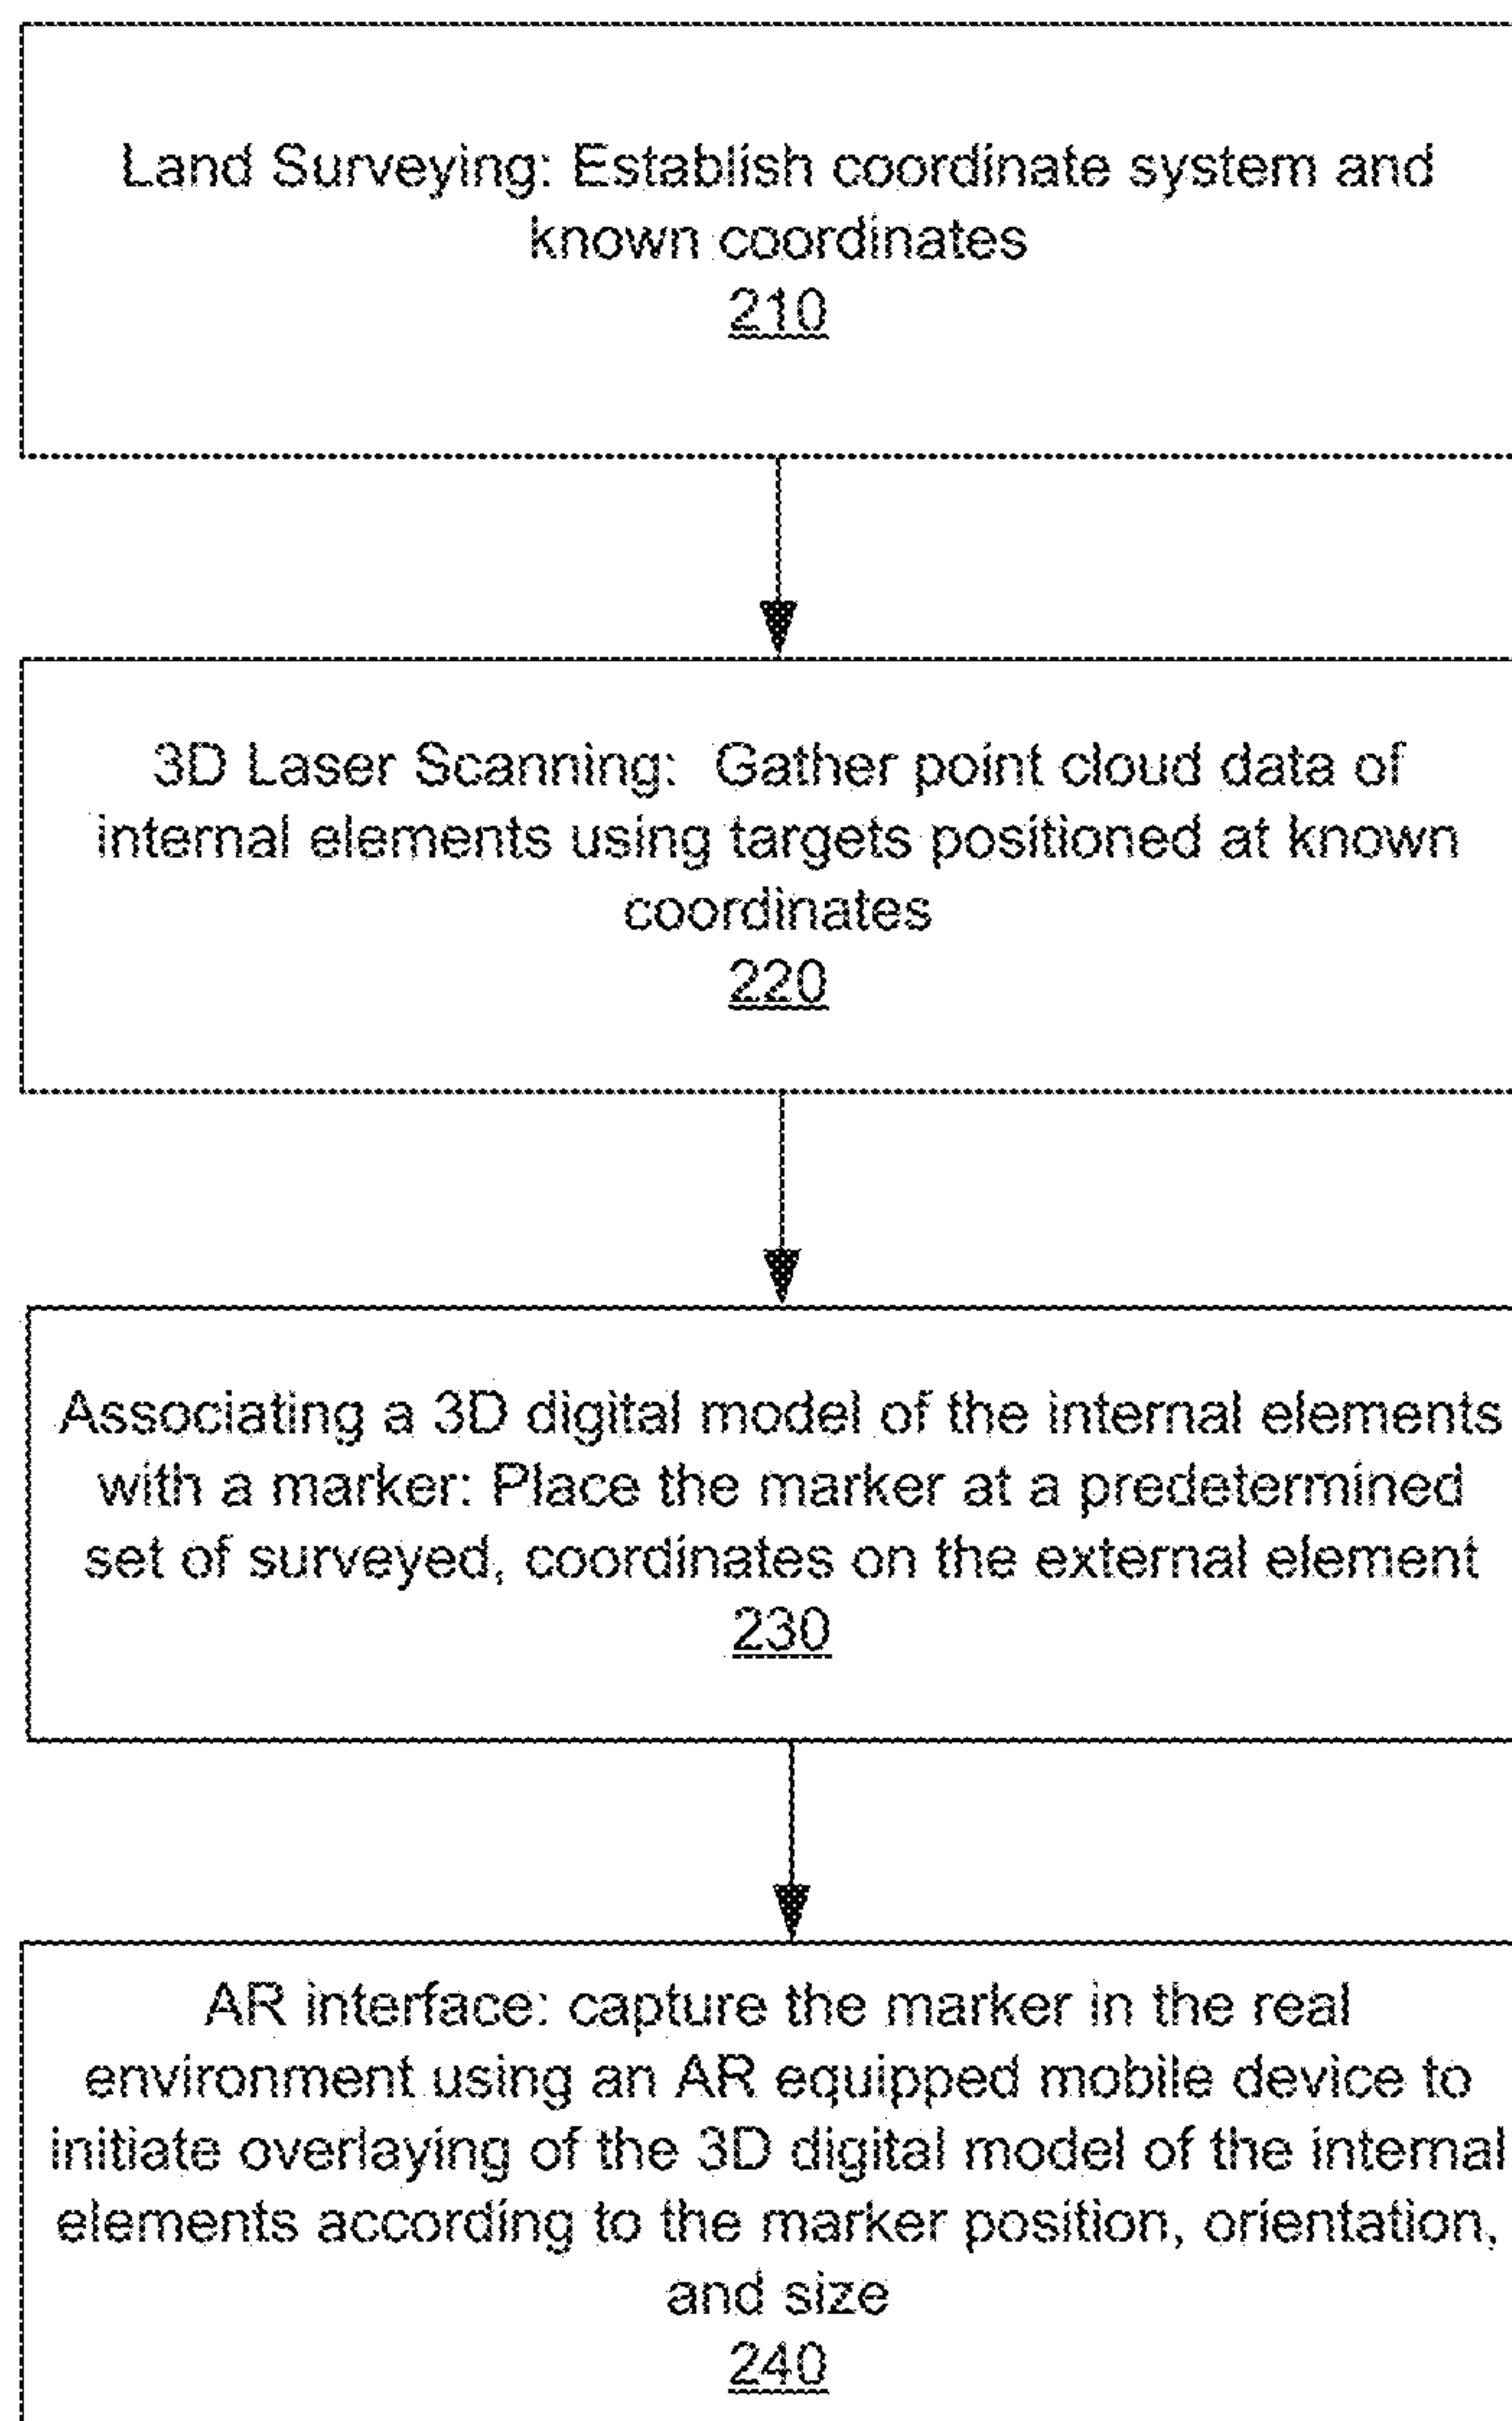 Land Surveying: Establish coordinate system and
known coordinates
210
3D Laser Scanning: Gather point cloud data of
internal elements using targets positioned at known
coordinates
220
Associating a 3D digital model of the internal elements
with a marker: Place the marker at a predetermined
set of surveyed, coordinates on the external element
230
AR interface: capture the marker in the real
environment using an AR equipped mobile device to
initiate overlaying of the 3D digital model of the internal
elements according to the marker position, orientation,
and size
240